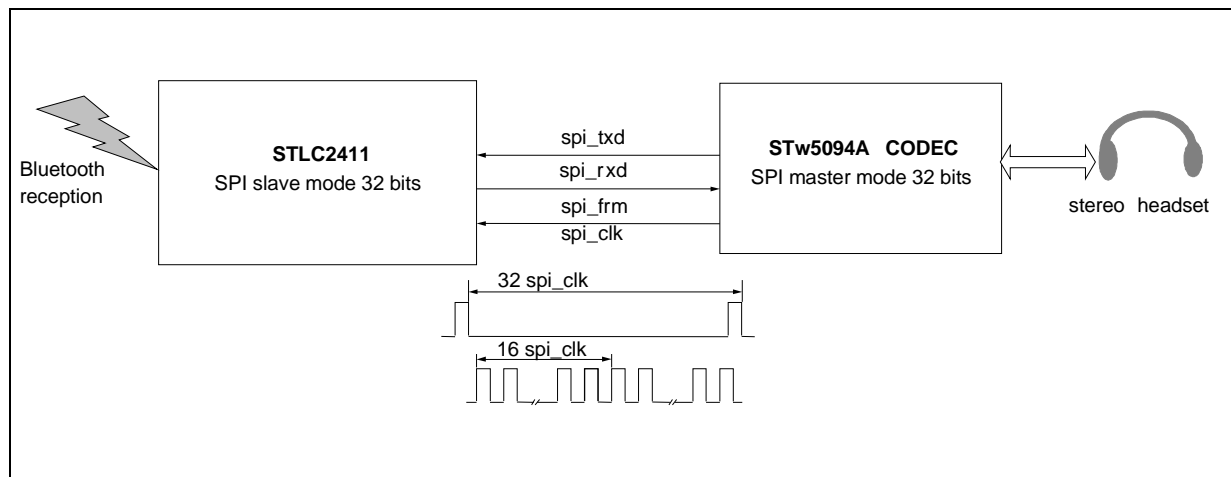 Bluetooth
reception
STLC2411
SPI slave mode 32 bits
spi_txd
spi_rxd
spi_frm
spi_clk
STw5094A CODEC
SPI master mode 32 bits
stereo headset
32 spi_clk
16 spi_clk